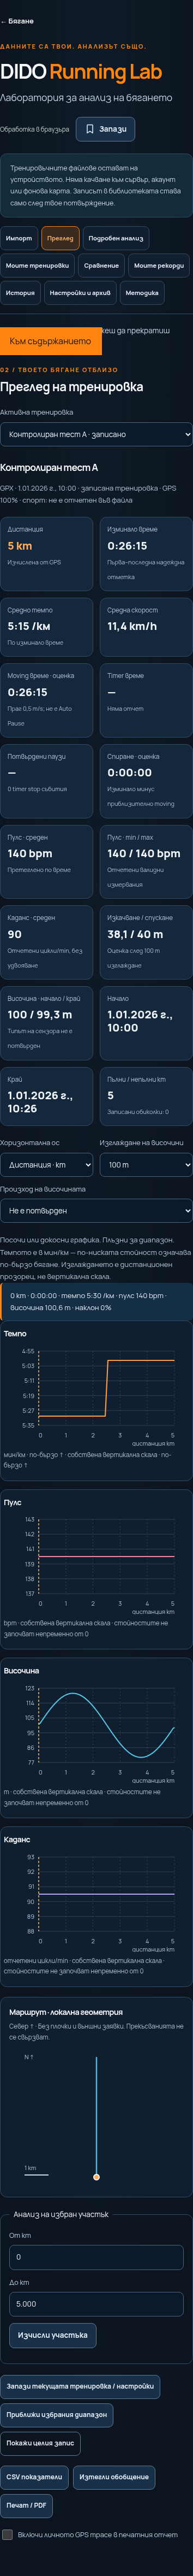 ← Бягане
ДАННИТЕ СА ТВОИ. АНАЛИЗЪТ СЪЩО.
DIDO Running Lab
Лаборатория за анализ на бягането
Обработка в браузъра
Запази
Тренировъчните файлове остават на
устройството. Няма качване към сървър, акаунт
или фонова карта. Записът в библиотеката става
само след твое потвърждение.
Импорт
Преглед
Подробен анализ
Моите тренировки
Сравнение
Моите рекорди
История
Настройки и архив
Методика
жеш да прекратиш
Към съдържанието
02 / ТВОЕТО БЯГАНЕ ОТБЛИЗО
Преглед на тренировка
Активна тренировка
Контролиран тест A · записано
Контролиран тест A
GPX · 1.01.2026 г., 10:00 · записана тренировка · GPS
100% · спорт: не е отчетен във файла
Дистанция
5 km
Изчислена от GPS
Изминало време
0:26:15
Първа–последна надеждна
отметка
Средно темпо
5:15 /км
По изминало време
Средна скорост
11,4 km/h
Moving време · оценка
0:26:15
Праг 0,5 m/s; не е Auto
Pause
Timer време
—
Няма отчет
Потвърдени паузи
—
0 timer stop събития
Спиране · оценка
0:00:00
Изминало минус
приблизително moving
Пулс · среден
140 bpm
Претеглено по време
Пулс · min / max
140 / 140 bpm
Отчетени валидни
измервания
Каданс · среден
90
Отчетени цикли/min, без
удвояване
Изкачване / спускане
38,1 / 40 m
Оценка след 100 m
изглаждане
Височина · начало / край
100 / 99,3 m
Типът на сензора не е
потвърден
Начало
1.01.2026 г.,
10:00
Край
1.01.2026 г.,
10:26
Пълни / непълни km
5
Записани обиколки: 0
Хоризонтална ос
Изглаждане на височини
Дистанция · km
100 m
Произход на височината
Не е потвърден
Посочи или докосни графика. Плъзни за диапазон.
Темпото е в мин/км — по-ниската стойност означава
по-бързо бягане. Изглаждането е дистанционен
прозорец, не вертикална скала.
0 km · 0:00:00 · темпо 5:30 /км · пулс 140 bpm ·
височина 100,6 m · наклон 0%
Темпо
4:55
5:03
5:11
5:19
5:27
5:35
0 1 2 3 4 5
дистанция km
мин/км · по-бързо ↑ · собствена вертикална скала · по-
бързо ↑
Пулс
143
142
141
139
138
137
0 1 2 3 4 5
дистанция km
bpm · собствена вертикална скала · стойностите не
започват непременно от 0
Височина
123
114
105
95
86
77
0 1 2 3 4 5
дистанция km
m · собствена вертикална скала · стойностите не
започват непременно от 0
Каданс
93
92
91
90
89
88
0 1 2 3 4 5
дистанция km
отчетени цикли/min · собствена вертикална скала ·
стойностите не започват непременно от 0
Маршрут · локална геометрия
Север ↑ · Без плочки и външни заявки. Прекъсванията не
се свързват.
N ↑
1 km
Анализ на избран участък
От km
0
До km
5,000
Изчисли участъка
Запази текущата тренировка / настройки
Приближи избрания диапазон
Покажи целия запис
CSV показатели
Изтегли обобщение
Печат / PDF
Включи личното GPS трасе в печатния отчет